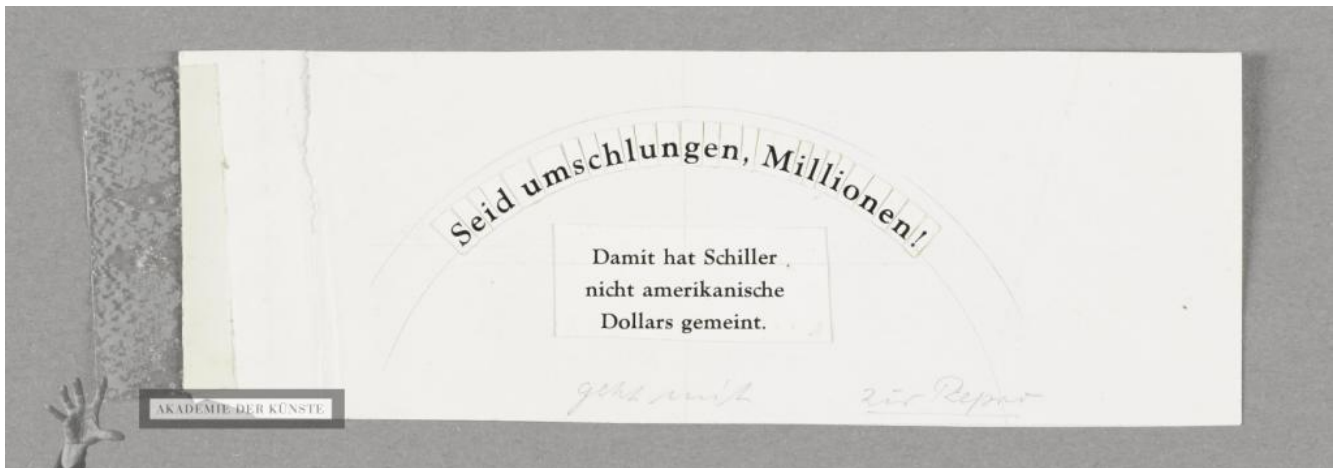 Seid umschlungen, Millionen!
Damit hat Schiller
nicht amerikanische
Dollars gemeint.
zur Repro
AKADEMIE DER KÜNSTE